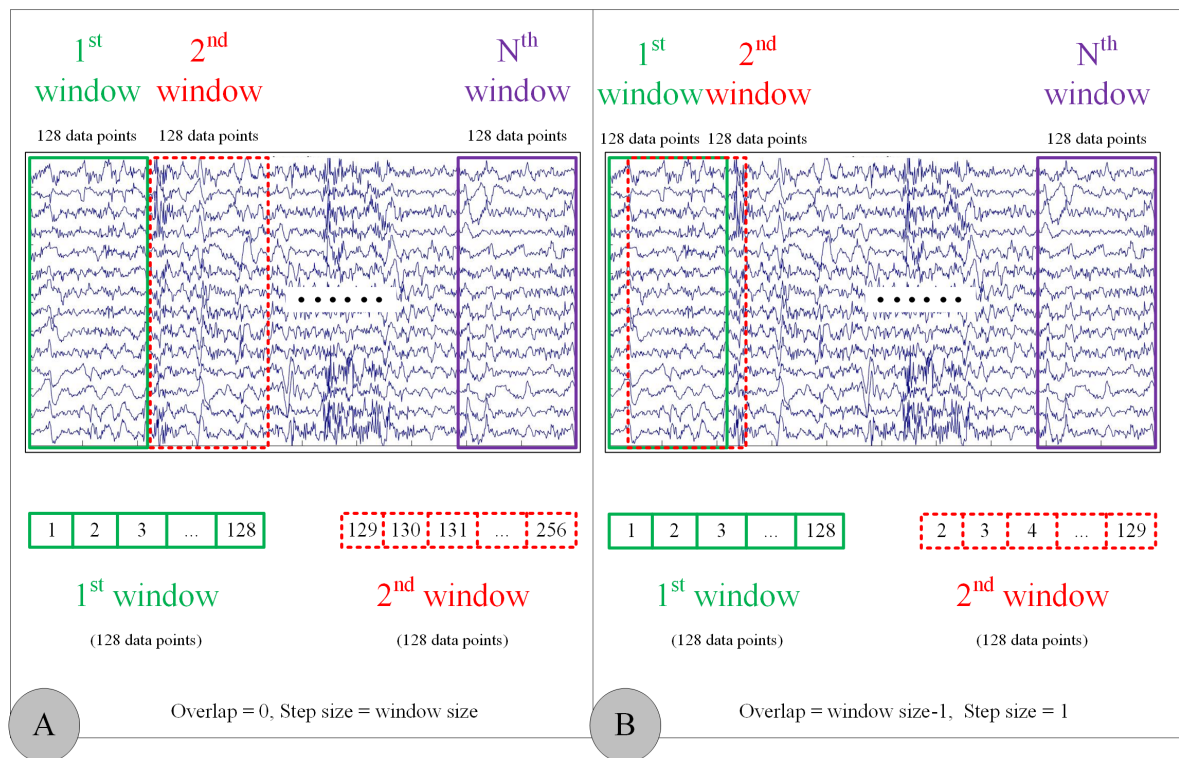 1st window
2nd window
Nth window
128 data points
128 data points
128 data points
1 2 3 ... 128
129 130 131 ... 256
1st window
2nd window
(128 data points)
(128 data points)
A
Overlap = 0, Step size = window size
1st window
2nd window
Nth window
128 data points
128 data points
128 data points
1 2 3 ... 128
2 3 4 ... 129
1st window
2nd window
(128 data points)
(128 data points)
B
Overlap = window size-1, Step size = 1